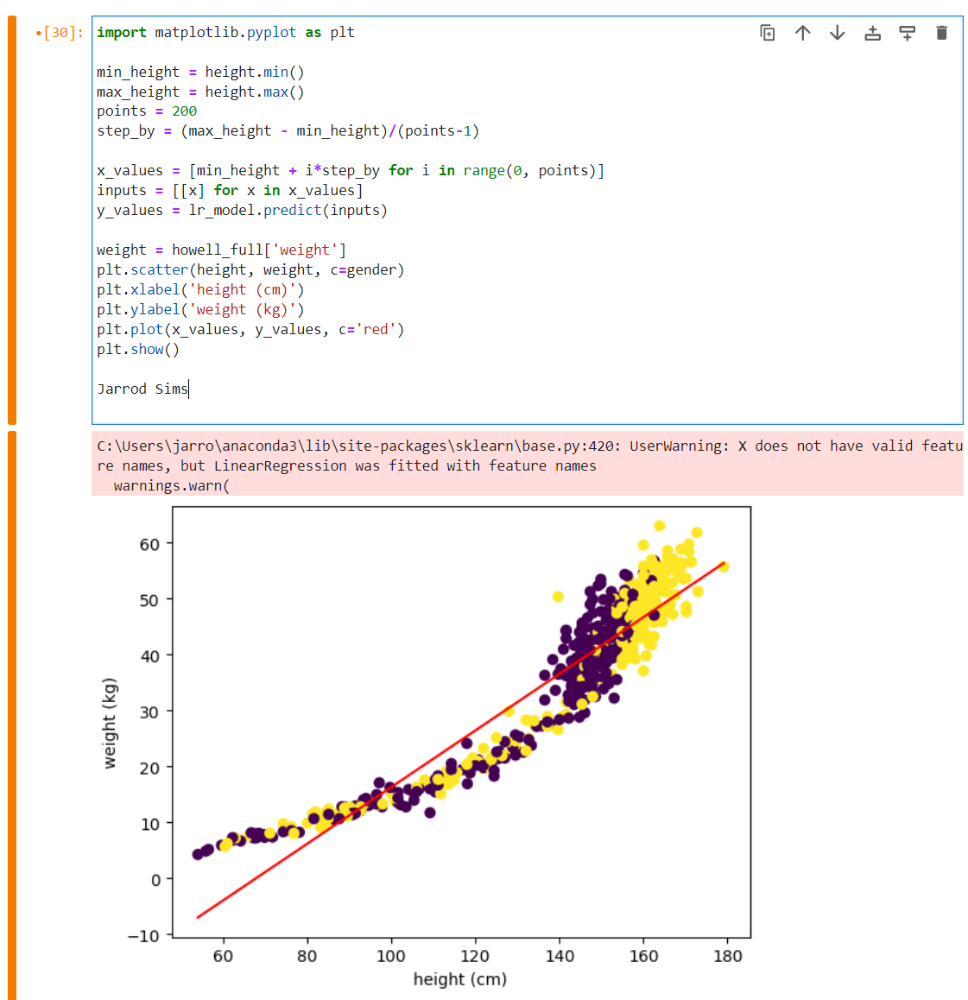 •[30]:
import matplotlib.pyplot as plt
min_height = height.min()
max_height = height.max()
points = 200
step_by = (max_height - min_height)/(points-1)
x_values = [min_height + i*step_by for i in range(0, points)]
inputs = [[x] for x in x_values]
y_values = lr_model.predict(inputs)
weight = howell_full['weight']
plt.scatter(height, weight, c=gender)
plt.xlabel('height (cm)')
plt.ylabel('weight (kg)')
plt.plot(x_values, y_values, c='red')
plt.show()
Jarrod Sims
C:\Users\jarro\anaconda3\lib\site-packages\sklearn\base.py:420: UserWarning: X does not have valid featu
re names, but LinearRegression was fitted with feature names
  warnings.warn(
weight (kg)
60
50
40
30
20
10
0
−10
60 80 100 120 140 160 180
height (cm)